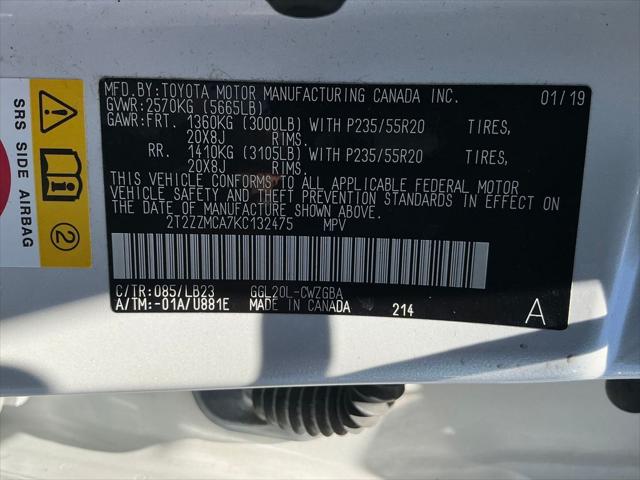 MFD.BY:TOYOTA MOTOR MANUFACTURING CANADA INC. 01/19
GVWR:2570KG (5665LB)
GAWR:FRT. 1360KG (3000LB) WITH P235/55R20 TIRES,
20X8J RIMS.
RR. 1410KG (3105LB) WITH P235/55R20 TIRES,
20X8J RIMS.
THIS VEHICLE CONFORMS TO ALL APPLICABLE FEDERAL MOTOR
VEHICLE SAFETY AND THEFT PREVENTION STANDARDS IN EFFECT ON
THE DATE OF MANUFACTURE SHOWN ABOVE.
2T2ZZMCA7KC132475 MPV
C/TR:085/LB23 GGL20L-CWZGBA
A/TM:-01A/U881E MADE IN CANADA 214 A
SRS SIDE AIRBAG
2